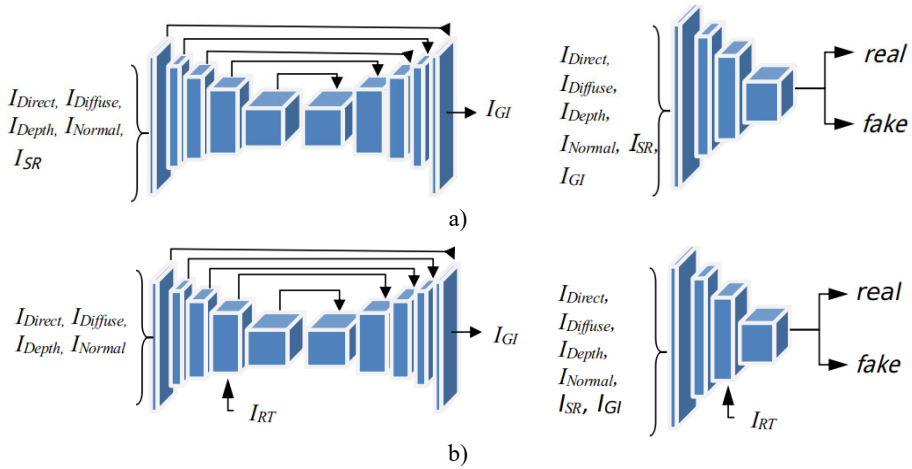 I_Direct, I_Diffuse,
I_Depth, I_Normal,
I_SR
I_GI
I_Direct,
I_Diffuse,
I_Depth,
I_Normal, I_SR,
I_GI
real
fake
a)
I_Direct, I_Diffuse,
I_Depth, I_Normal
I_RT
I_GI
I_Direct,
I_Diffuse,
I_Depth,
I_Normal,
I_SR, I_GI
I_RT
real
fake
b)